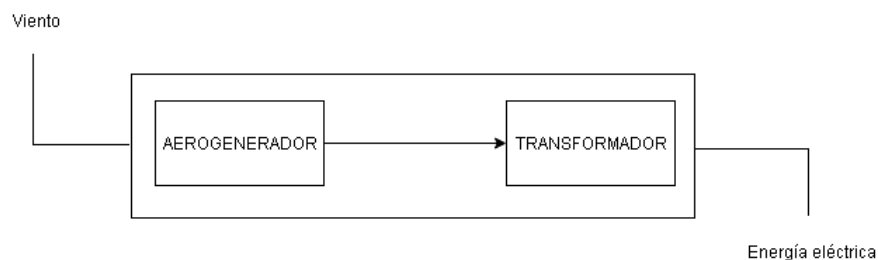 Viento
AEROGENERADOR
TRANSFORMADOR
Energía eléctrica